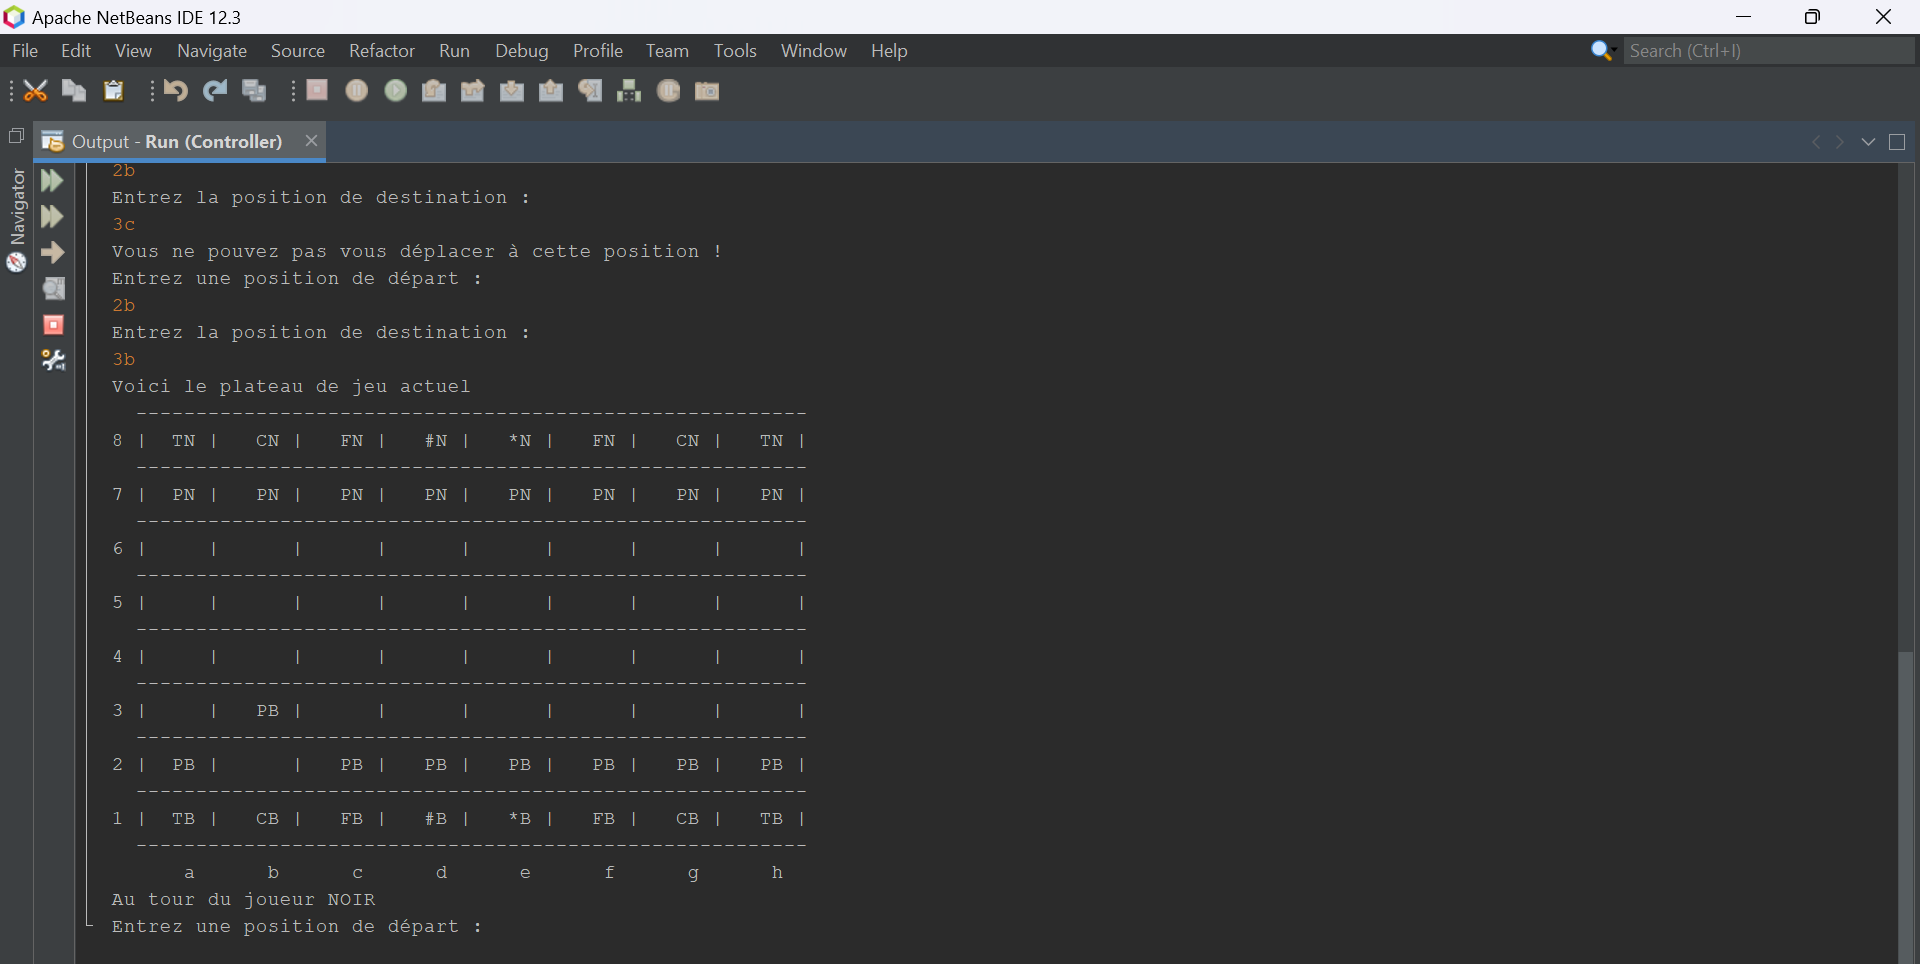 Apache NetBeans IDE 12.3
File Edit View Navigate Source Refactor Run Debug Profile Team Tools Window Help
Search (Ctrl+I)
Output - Run (Controller)
Navigator
2b
Entrez la position de destination :
3c
Vous ne pouvez pas vous déplacer à cette position !
Entrez une position de départ :
2b
Entrez la position de destination :
3b
Voici le plateau de jeu actuel
--------------------------------------------------------
8 | TN | CN | FN | #N | *N | FN | CN | TN |
--------------------------------------------------------
7 | PN | PN | PN | PN | PN | PN | PN | PN |
--------------------------------------------------------
6 | | | | | | | | |
--------------------------------------------------------
5 | | | | | | | | |
--------------------------------------------------------
4 | | | | | | | | |
--------------------------------------------------------
3 | | PB | | | | | | |
--------------------------------------------------------
2 | PB | | PB | PB | PB | PB | PB | PB |
--------------------------------------------------------
1 | TB | CB | FB | #B | *B | FB | CB | TB |
--------------------------------------------------------
a b c d e f g h
Au tour du joueur NOIR
Entrez une position de départ :